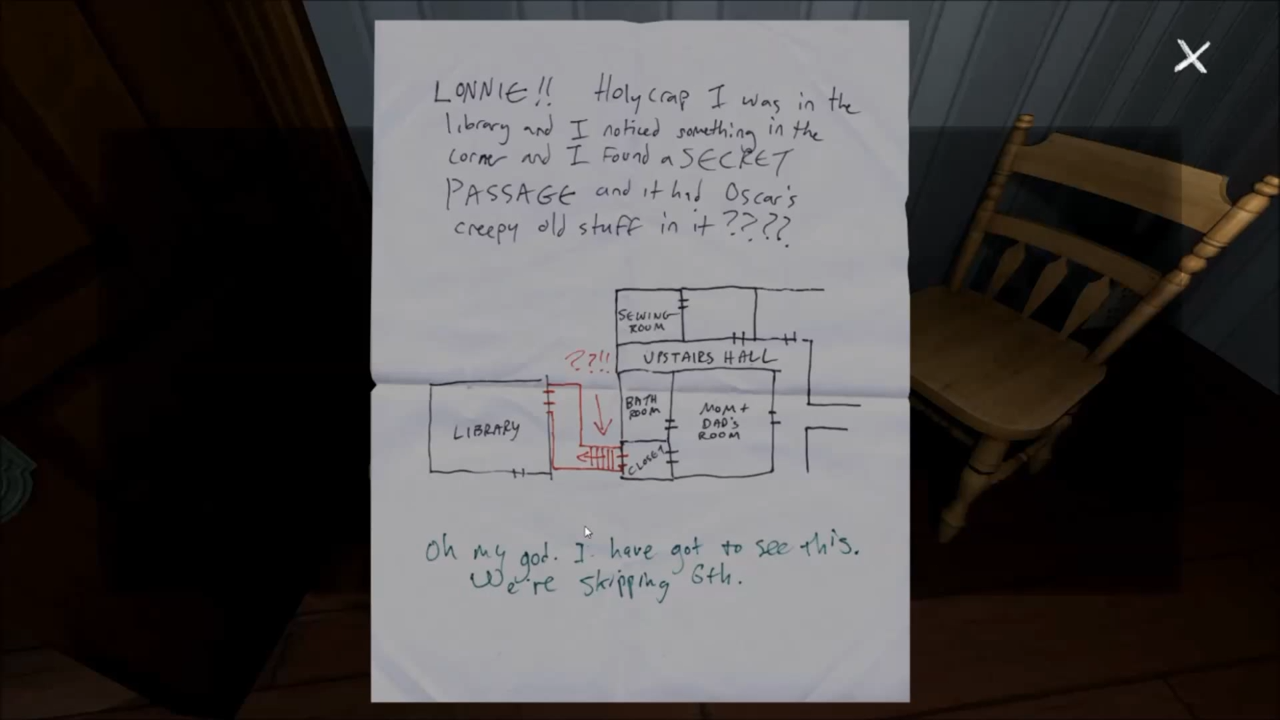 LONNIE!! Holy crap I was in the
library and I noticed something in the
corner and I found a SECRET
PASSAGE and it had Oscar's
creepy old stuff in it ????
SEWING
ROOM
UPSTAIRS HALL
??!!
BATH
ROOM
MOM +
DAD'S
ROOM
LIBRARY
CLOSET
Oh my god. I have got to see this.
We're skipping 6th.